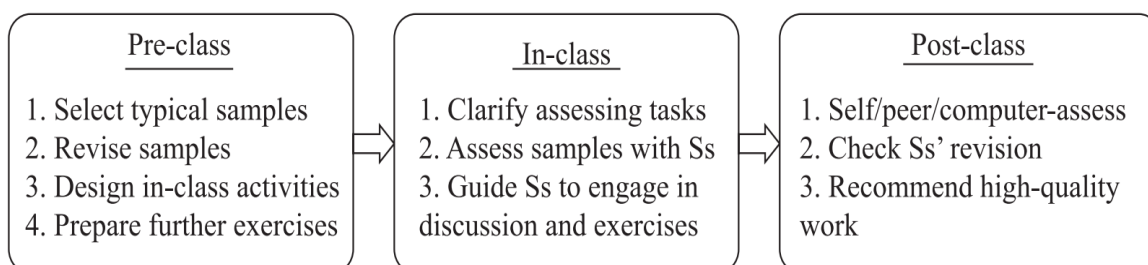 Pre-class
1. Select typical samples
2. Revise samples
3. Design in-class activities
4. Prepare further exercises
In-class
1. Clarify assessing tasks
2. Assess samples with Ss
3. Guide Ss to engage in
discussion and exercises
Post-class
1. Self/peer/computer-assess
2. Check Ss’ revision
3. Recommend high-quality
work